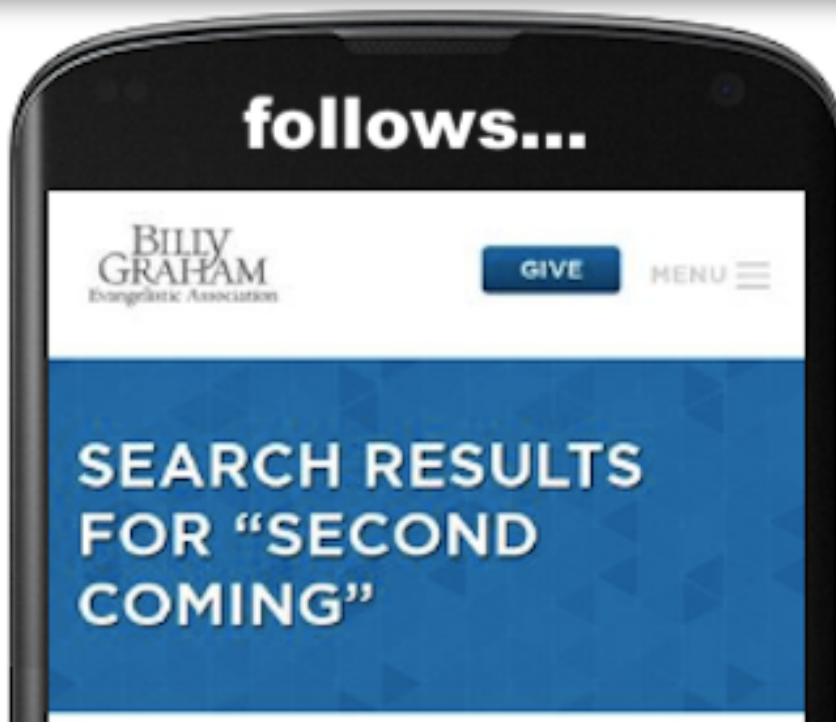 follows...
BILLY
GRAHAM
Evangelistic Association
GIVE
MENU
SEARCH RESULTS
FOR “SECOND
COMING”